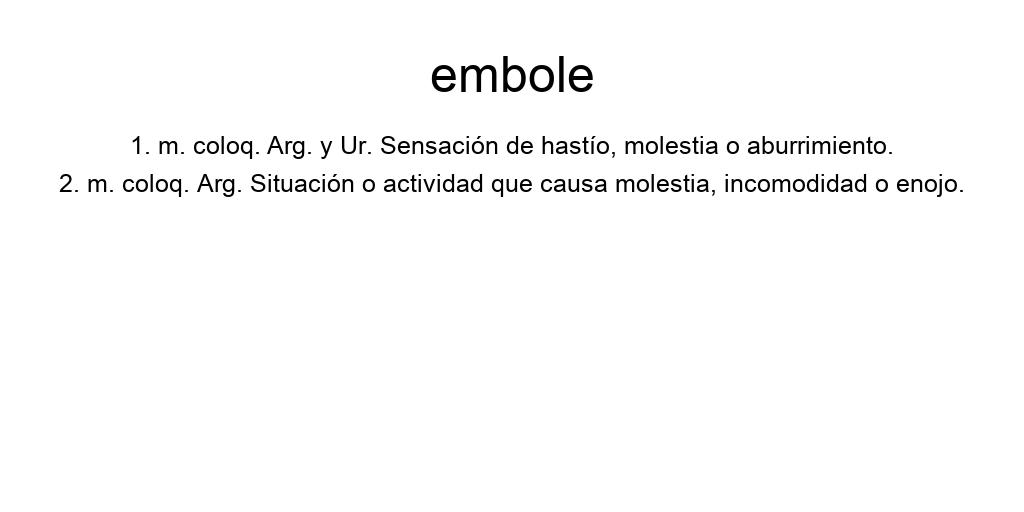 embole
1. m. coloq. Arg. y Ur. Sensación de hastío, molestia o aburrimiento.
2. m. coloq. Arg. Situación o actividad que causa molestia, incomodidad o enojo.